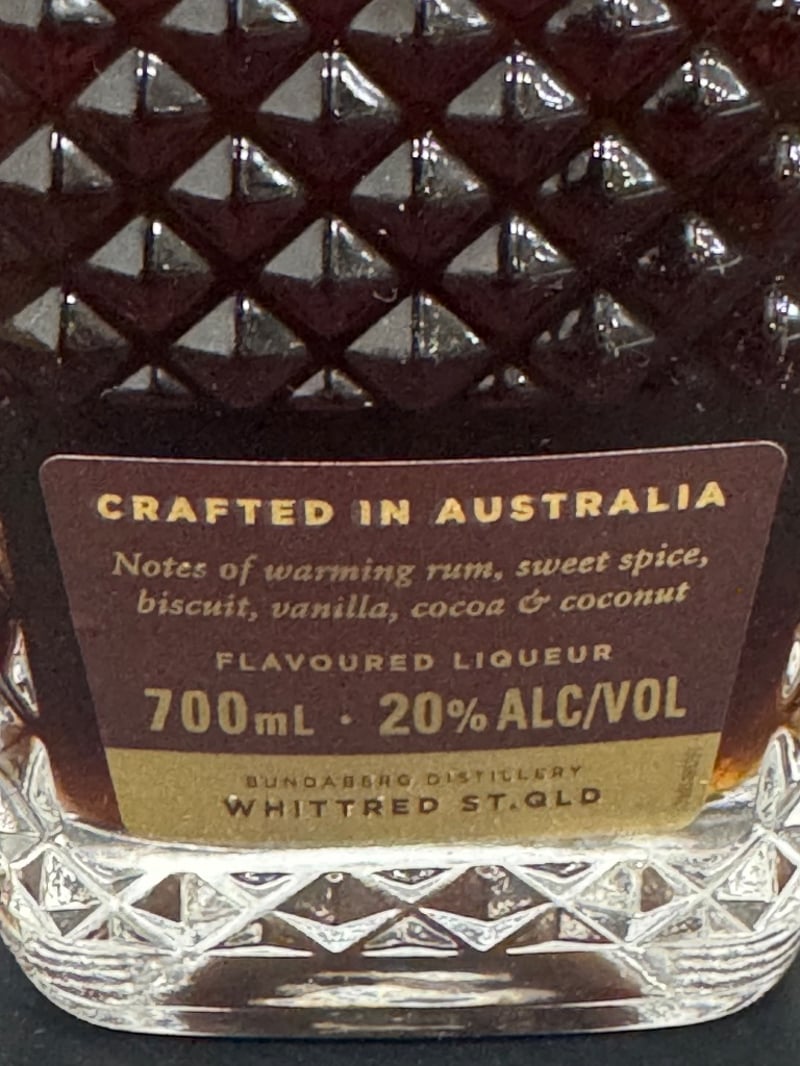 CRAFTED IN AUSTRALIA
Notes of warming rum, sweet spice,
biscuit, vanilla, cocoa & coconut
FLAVOURED LIQUEUR
700mL · 20% ALC/VOL
BUNDABERG DISTILLERY
WHITTRED ST. QLD